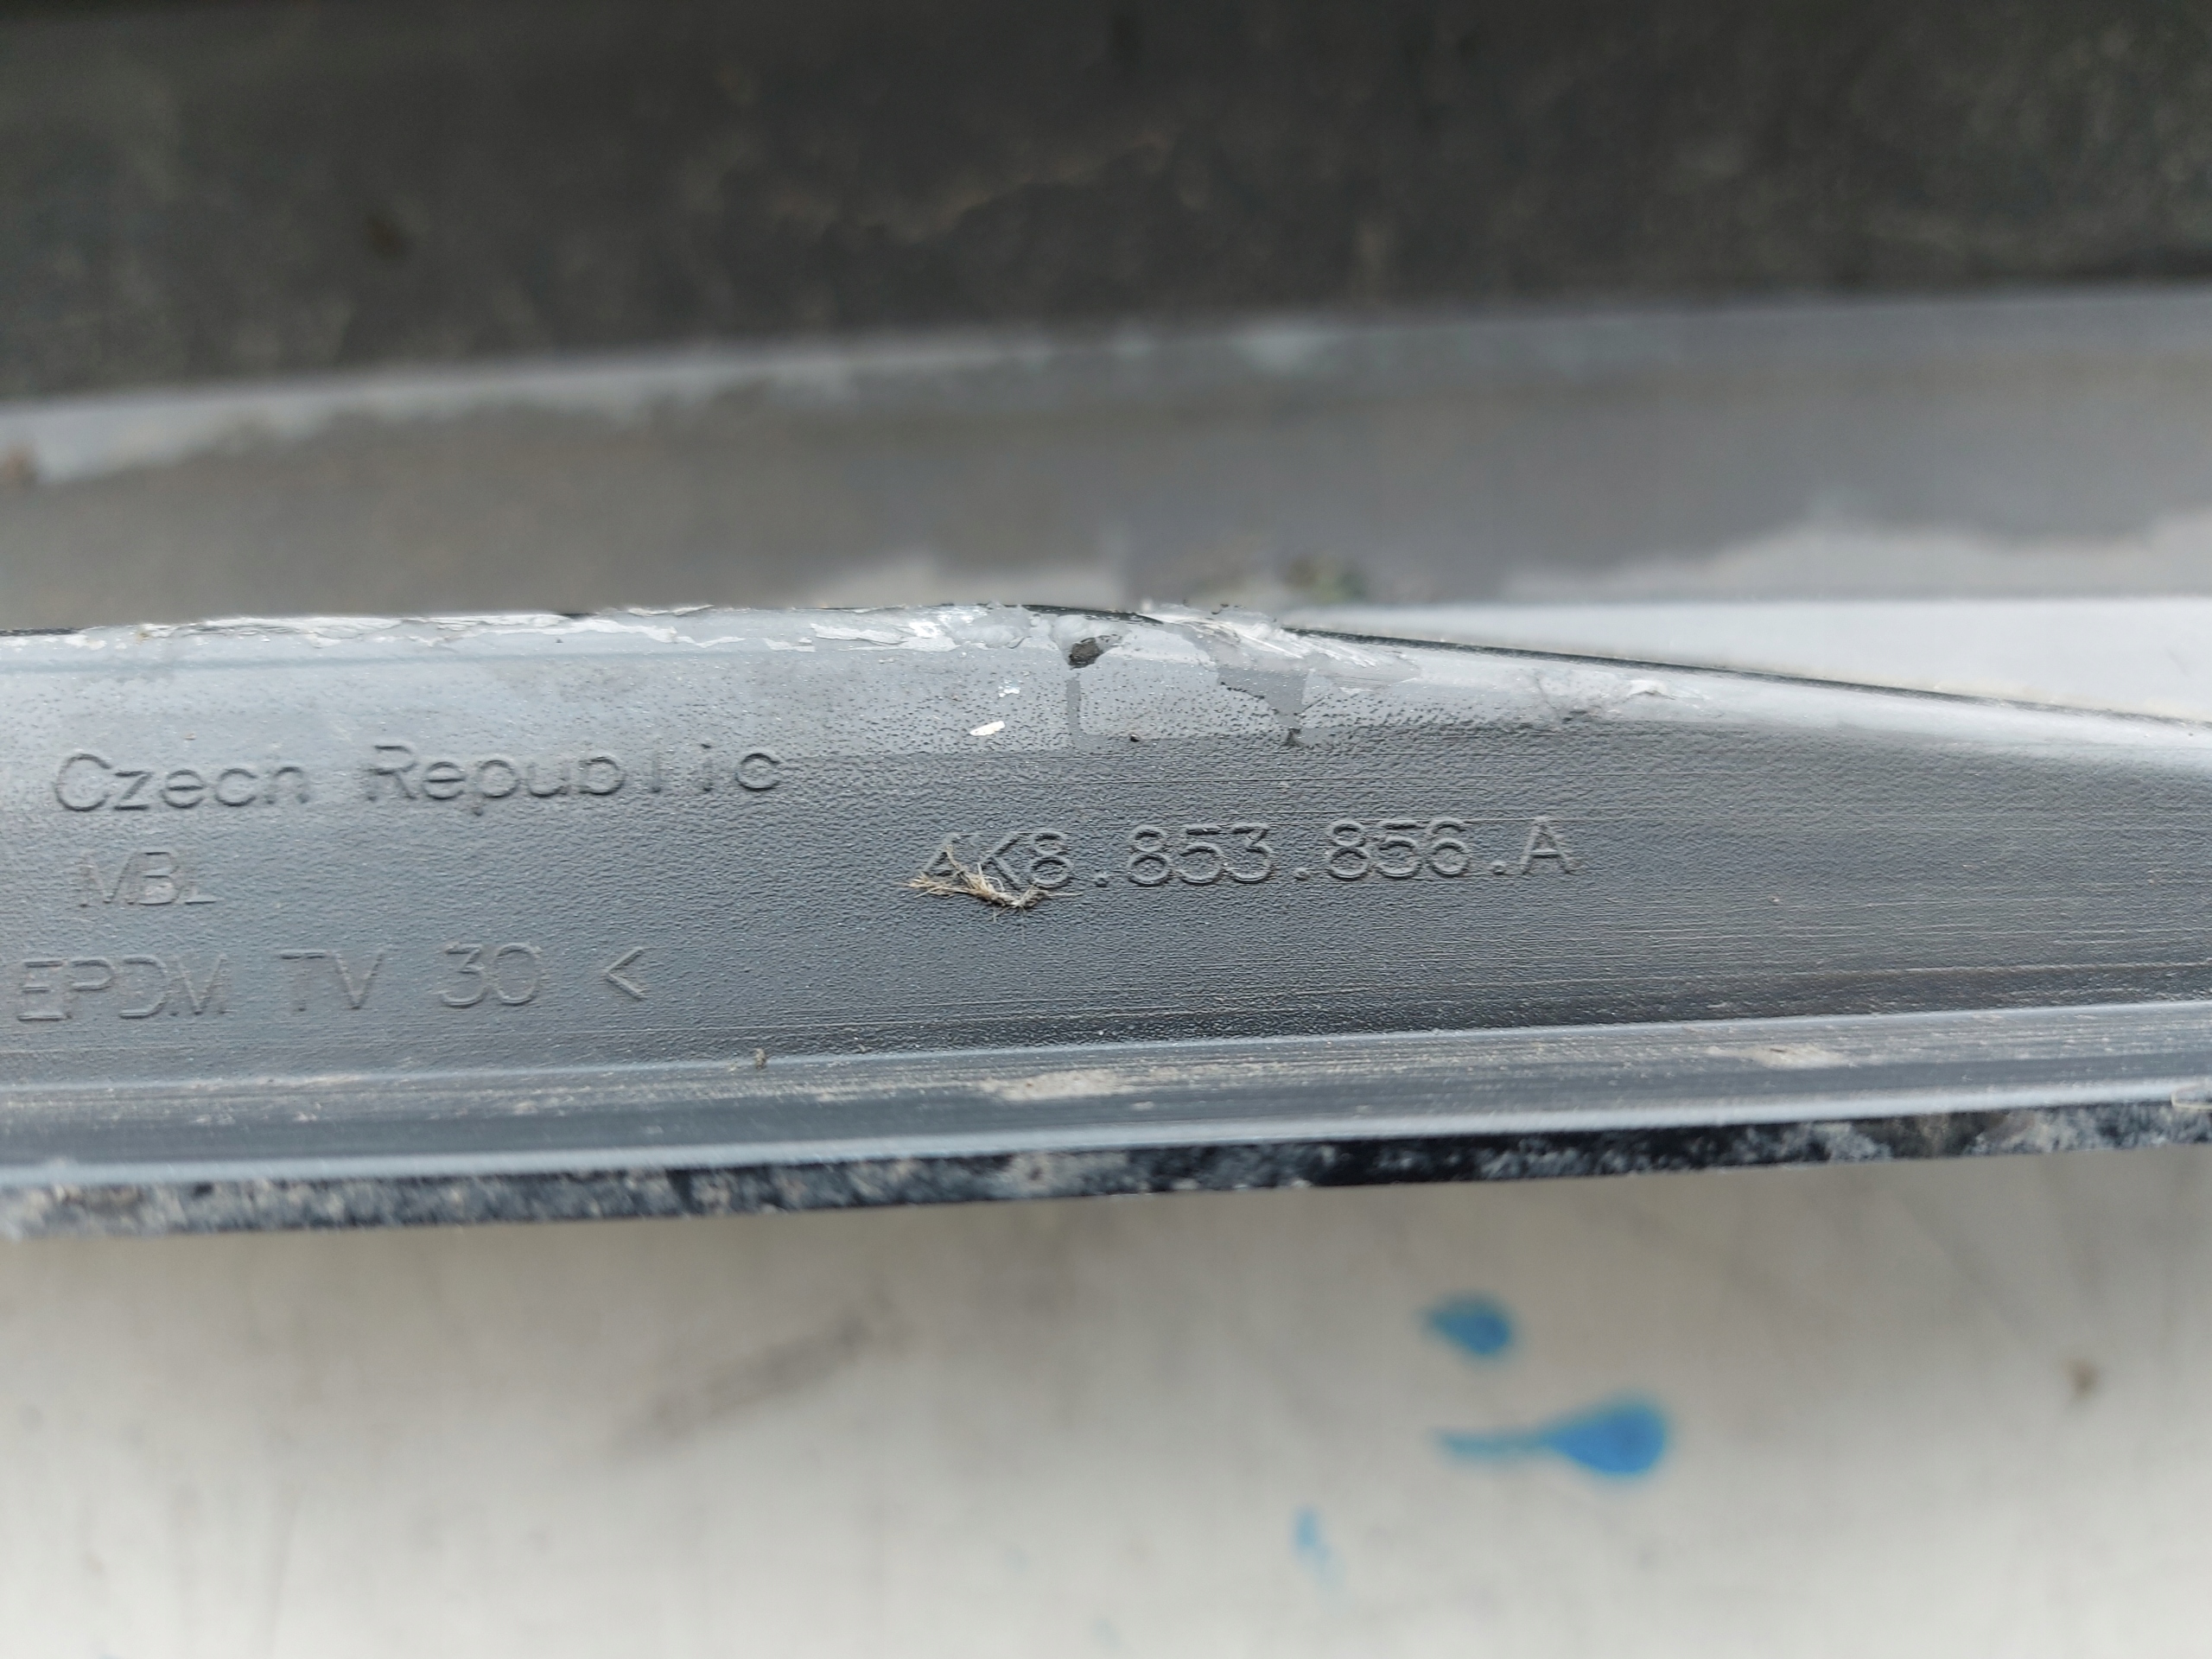 Czech Republic
4K8.853.856.A
MBL
EPDM TV 30 <